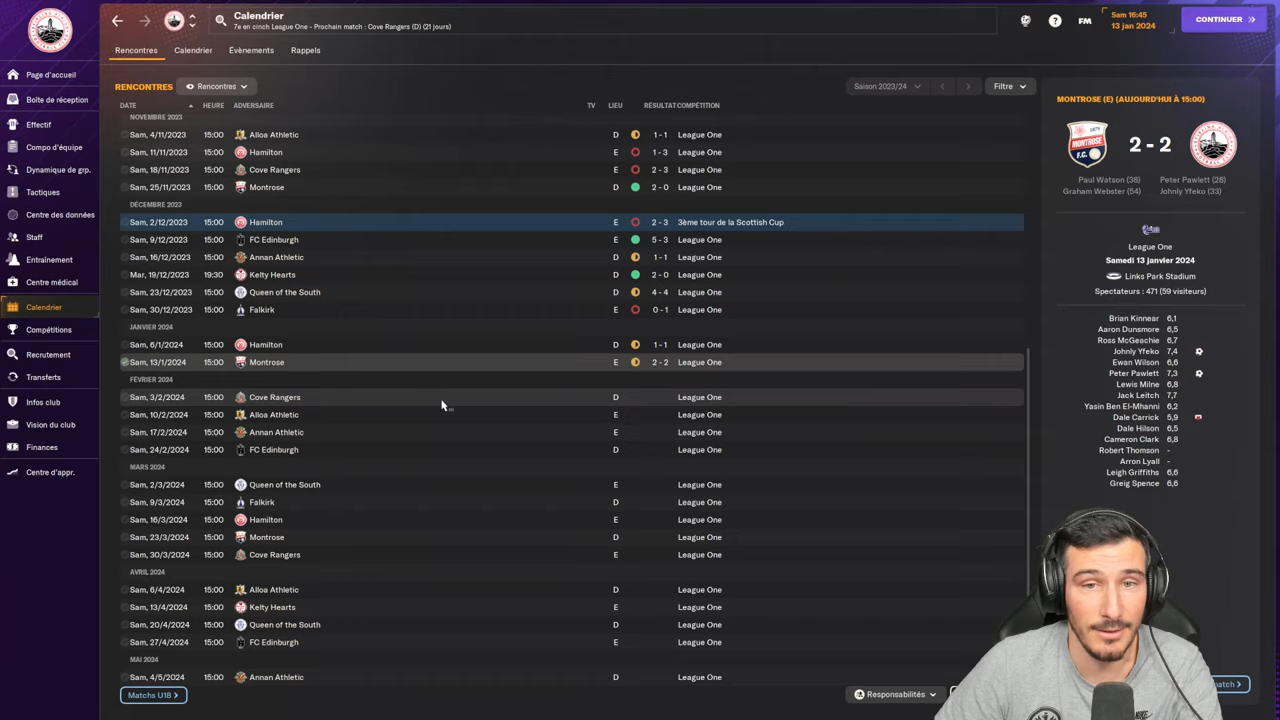 Calendrier
7e en cinch League One - Prochain match : Cove Rangers (D) (21 jours)
FM
Sam 16:45
13 jan 2024
CONTINUER
Rencontres
Calendrier
Évènements
Rappels
Page d'accueil
Boîte de réception
Effectif
Compo d'équipe
Dynamique de grp.
Tactiques
Centre des données
Staff
Entraînement
Centre médical
Calendrier
Compétitions
Recrutement
Transferts
Infos club
Vision du club
Finances
Centre d'appr.
RENCONTRES
Rencontres
Saison 2023/24
Filtre
DATE HEURE ADVERSAIRE TV LIEU RÉSULTAT COMPÉTITION
NOVEMBRE 2023
Sam, 4/11/2023 15:00 Alloa Athletic D 1 - 1 League One
Sam, 11/11/2023 15:00 Hamilton E 1 - 3 League One
Sam, 18/11/2023 15:00 Cove Rangers E 2 - 3 League One
Sam, 25/11/2023 15:00 Montrose D 2 - 0 League One
DÉCEMBRE 2023
Sam, 2/12/2023 15:00 Hamilton E 2 - 3 3ème tour de la Scottish Cup
Sam, 9/12/2023 15:00 FC Edinburgh E 5 - 3 League One
Sam, 16/12/2023 15:00 Annan Athletic D 1 - 1 League One
Mar, 19/12/2023 19:30 Kelty Hearts D 2 - 0 League One
Sam, 23/12/2023 15:00 Queen of the South E 4 - 4 League One
Sam, 30/12/2023 15:00 Falkirk E 0 - 1 League One
JANVIER 2024
Sam, 6/1/2024 15:00 Hamilton D 1 - 1 League One
Sam, 13/1/2024 15:00 Montrose E 2 - 2 League One
FÉVRIER 2024
Sam, 3/2/2024 15:00 Cove Rangers D League One
Sam, 10/2/2024 15:00 Alloa Athletic E League One
Sam, 17/2/2024 15:00 Annan Athletic E League One
Sam, 24/2/2024 15:00 FC Edinburgh D League One
MARS 2024
Sam, 2/3/2024 15:00 Queen of the South E League One
Sam, 9/3/2024 15:00 Falkirk D League One
Sam, 16/3/2024 15:00 Hamilton E League One
Sam, 23/3/2024 15:00 Montrose D League One
Sam, 30/3/2024 15:00 Cove Rangers E League One
AVRIL 2024
Sam, 6/4/2024 15:00 Alloa Athletic D League One
Sam, 13/4/2024 15:00 Kelty Hearts E League One
Sam, 20/4/2024 15:00 Queen of the South D League One
Sam, 27/4/2024 15:00 FC Edinburgh E League One
MAI 2024
Sam, 4/5/2024 15:00 Annan Athletic D League One
Matchs U18
Responsabilités
MONTROSE (E) (AUJOURD'HUI À 15:00)
2 - 2
Paul Watson (38) Peter Pawlett (28)
Graham Webster (54) Johnly Yfeko (33)
League One
Samedi 13 janvier 2024
Links Park Stadium
Spectateurs : 471 (59 visiteurs)
Brian Kinnear 6,1
Aaron Dunsmore 6,5
Ross McGeachie 6,7
Johnly Yfeko 7,4
Ewan Wilson 6,6
Peter Pawlett 7,3
Lewis Milne 6,8
Jack Leitch 7,7
Yasin Ben El-Mhanni 6,2
Dale Carrick 5,9
Dale Hilson 6,5
Cameron Clark 6,8
Robert Thomson -
Arron Lyall -
Leigh Griffiths 6,6
Greig Spence 6,6